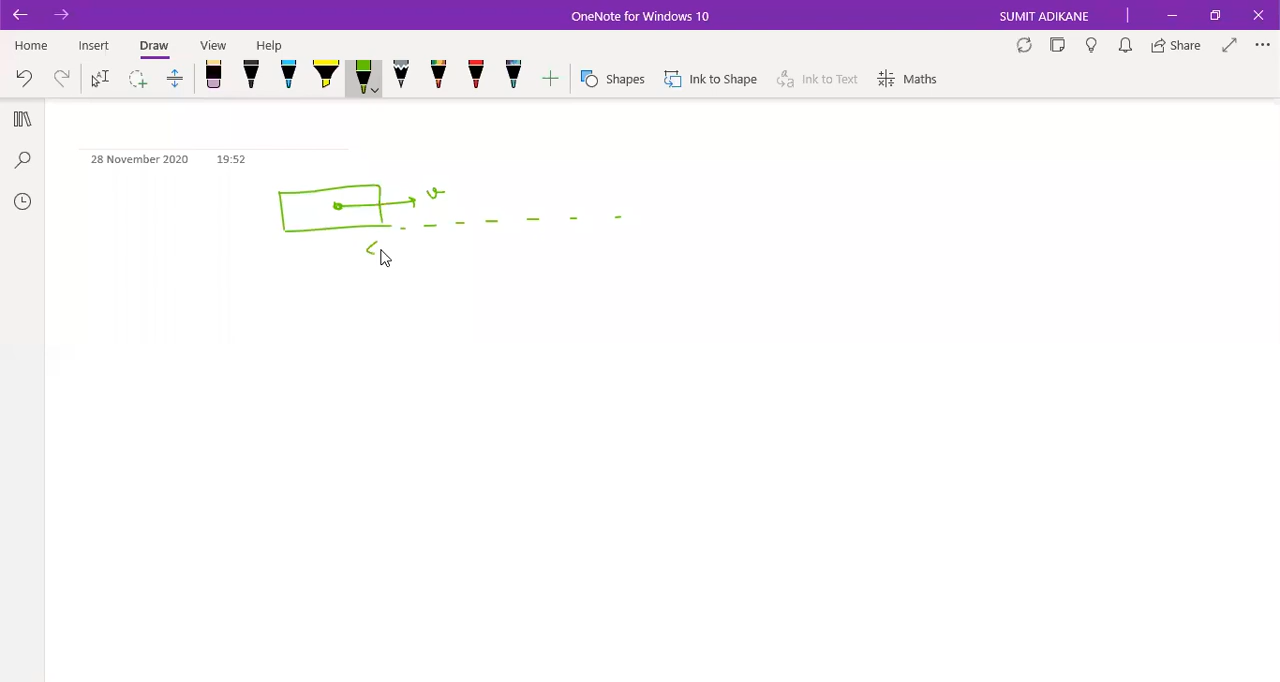 OneNote for Windows 10
SUMIT ADIKANE
Home Insert Draw View Help
Share
Shapes Ink to Shape Ink to Text Maths
28 November 2020 19:52
v